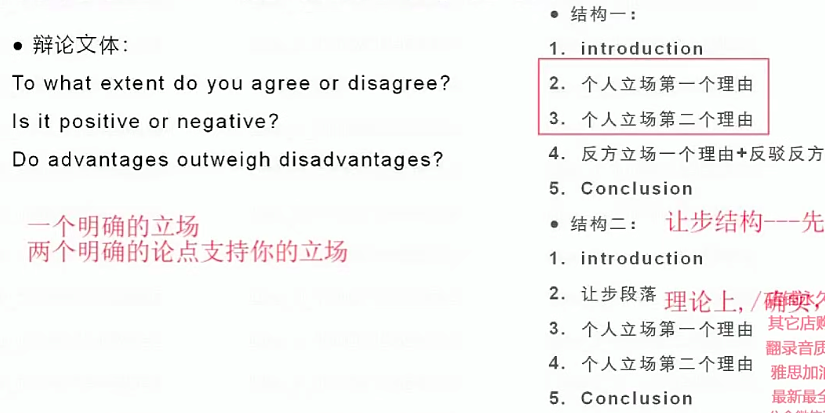 ● 辩论文体：
To what extent do you agree or disagree?
Is it positive or negative?
Do advantages outweigh disadvantages?
一个明确的立场
两个明确的论点支持你的立场
● 结构一：
1. introduction
2. 个人立场第一个理由
3. 个人立场第二个理由
4. 反方立场一个理由+反驳反方
5. Conclusion
● 结构二： 让步结构---先
1. introduction
2. 让步段落 理论上,/确实,
3. 个人立场第一个理由
4. 个人立场第二个理由
5. Conclusion
其它店购
翻录音质
雅思加油
最新最全